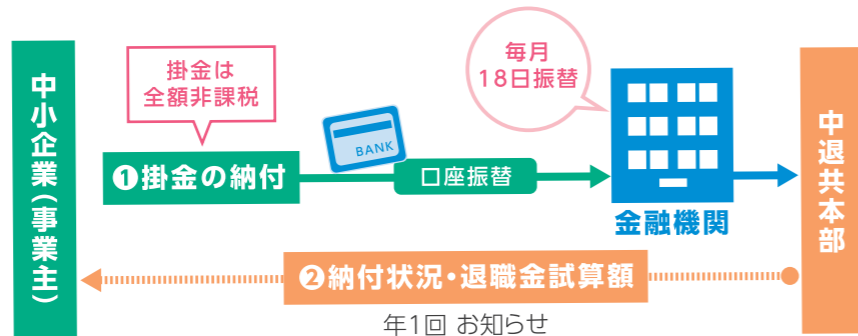 中小企業(事業主)
掛金は
全額非課税
❶掛金の納付
BANK
口座振替
毎月
18日振替
金融機関
中退共本部
❷納付状況・退職金試算額
年1回 お知らせ